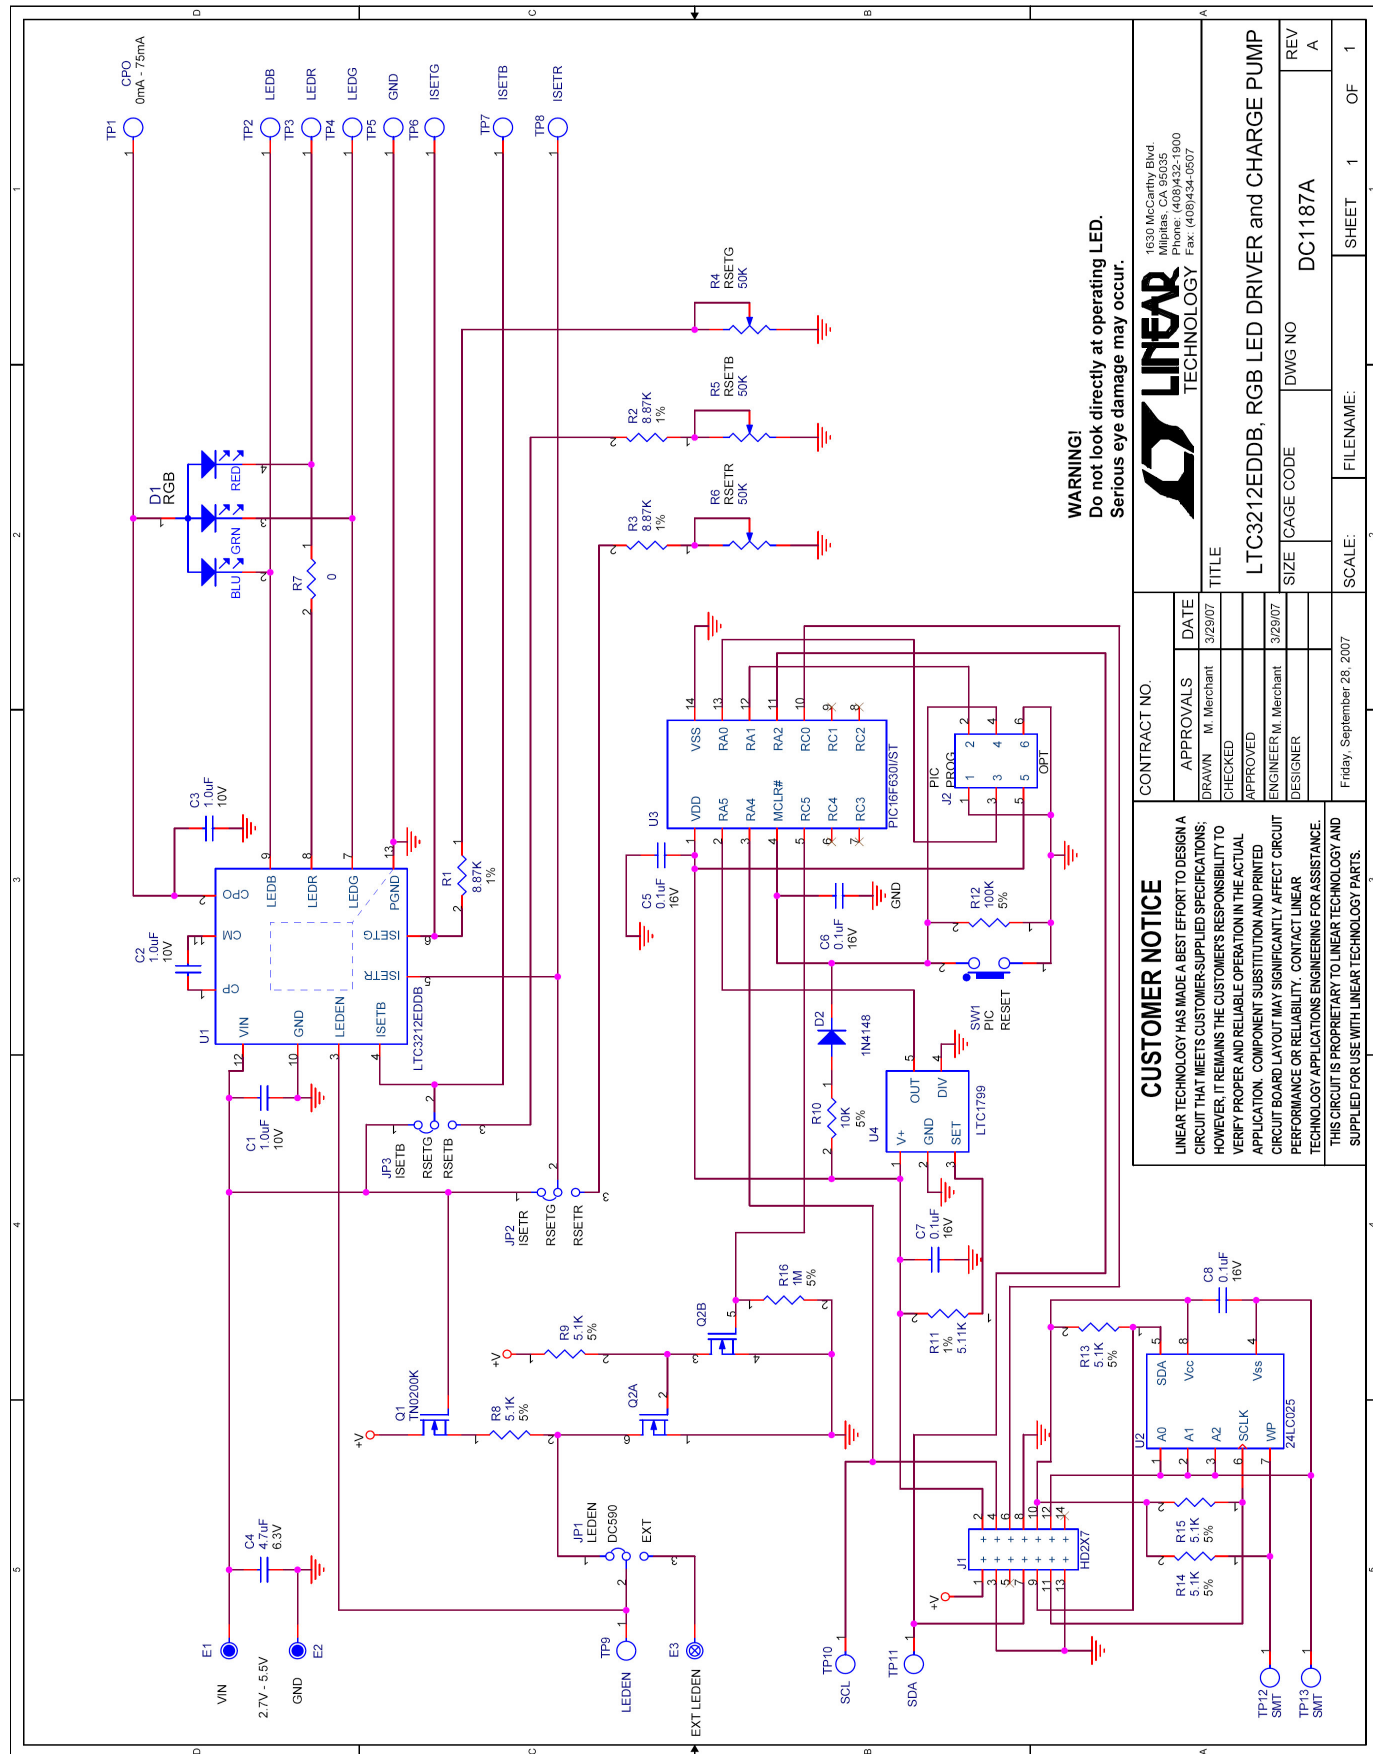 CPO
0mA - 75mA
TP1
TP2
LEDB
TP3
LEDR
TP4
LEDG
TP5
GND
TP6
ISETG
TP7
ISETB
TP8
ISETR
D1
RGB
BLU
GRN
RED
R7
0
R4
RSETG
50K
R5
RSETB
50K
R6
RSETR
50K
R2
8.87K
1%
R3
8.87K
1%
R1
8.87K
1%
C3
1.0uF
10V
C2
1.0uF
10V
C1
1.0uF
10V
C4
4.7uF
6.3V
U1
LTC3212EDDB
VIN
GND
LEDEN
ISETB
CP
CM
CPO
LEDB
LEDR
LEDG
PGND
ISETG
ISETR
JP3
ISETB
RSETG
RSETB
JP2
ISETR
RSETG
RSETR
E1
VIN
2.7V - 5.5V
GND
E2
Q1
TN0200K
+V
R8
5.1K
5%
+V
R9
5.1K
5%
Q2A
Q2B
R16
1M
5%
JP1
LEDEN
DC590
EXT
TP9
LEDEN
E3
EXT LEDEN
TP10
SCL
TP11
SDA
TP12
SMT
TP13
SMT
U3
PIC16F630I/ST
VDD
RA5
RA4
MCLR#
RC5
RC4
RC3
VSS
RA0
RA1
RA2
RC0
RC1
RC2
C5
0.1uF
16V
C6
0.1uF
16V
GND
J2
PIC
PROG
OPT
R12
100K
5%
SW1
PIC
RESET
D2
1N4148
R10
10K
5%
U4
LTC1799
V+
GND
SET
OUT
DIV
C7
0.1uF
16V
R11
1%
5.11K
J1
HD2X7
+V
R13
5.1K
5%
R14
5.1K
5%
R15
5.1K
5%
C8
0.1uF
16V
U2
24LC025
A0
A1
A2
SCLK
WP
SDA
Vcc
Vss
WARNING!
Do not look directly at operating LED.
Serious eye damage may occur.
CUSTOMER NOTICE
LINEAR TECHNOLOGY HAS MADE A BEST EFFORT TO DESIGN A
CIRCUIT THAT MEETS CUSTOMER-SUPPLIED SPECIFICATIONS;
HOWEVER, IT REMAINS THE CUSTOMER'S RESPONSIBILITY TO
VERIFY PROPER AND RELIABLE OPERATION IN THE ACTUAL
APPLICATION. COMPONENT SUBSTITUTION AND PRINTED
CIRCUIT BOARD LAYOUT MAY SIGNIFICANTLY AFFECT CIRCUIT
PERFORMANCE OR RELIABILITY. CONTACT LINEAR
TECHNOLOGY APPLICATIONS ENGINEERING FOR ASSISTANCE.
THIS CIRCUIT IS PROPRIETARY TO LINEAR TECHNOLOGY AND
SUPPLIED FOR USE WITH LINEAR TECHNOLOGY PARTS.
CONTRACT NO.
APPROVALS DATE
DRAWN M. Merchant 3/29/07
CHECKED
APPROVED
ENGINEER M. Merchant 3/29/07
DESIGNER
Friday, September 28, 2007
LINEAR
TECHNOLOGY
1630 McCarthy Blvd.
Milpitas, CA 95035
Phone: (408)432-1900
Fax: (408)434-0507
TITLE
LTC3212EDDB, RGB LED DRIVER and CHARGE PUMP
SIZE
CAGE CODE
DWG NO
DC1187A
REV
A
SCALE:
FILENAME:
SHEET 1 OF 1